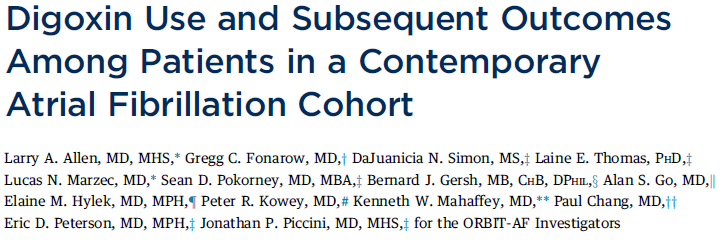 Digoxin Use and Subsequent Outcomes
Among Patients in a Contemporary
Atrial Fibrillation Cohort
Larry A. Allen, MD, MHS,* Gregg C. Fonarow, MD,† DaJuanicia N. Simon, MS,‡ Laine E. Thomas, PHD,‡
Lucas N. Marzec, MD,* Sean D. Pokorney, MD, MBA,‡ Bernard J. Gersh, MB, CHB, DPHIL,§ Alan S. Go, MD,‖
Elaine M. Hylek, MD, MPH,¶ Peter R. Kowey, MD,# Kenneth W. Mahaffey, MD,** Paul Chang, MD,††
Eric D. Peterson, MD, MPH,‡ Jonathan P. Piccini, MD, MHS,‡ for the ORBIT-AF Investigators